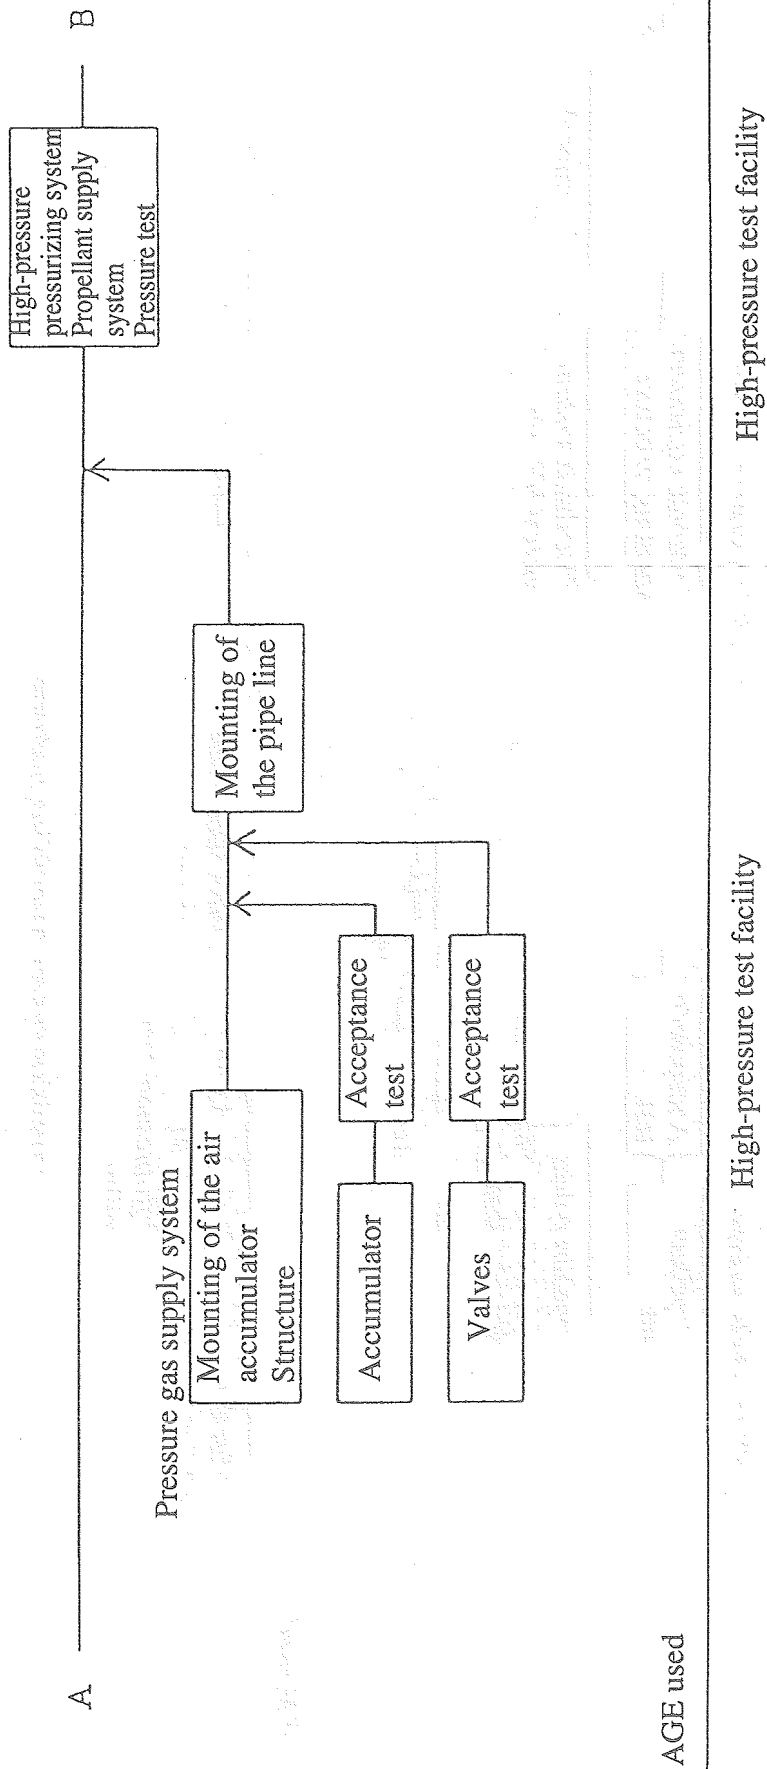 A
B
High-pressure
pressurizing system
Propellant supply
system
Pressure test
Pressure gas supply system
Mounting of the air
accumulator
Structure
Mounting of
the pipe line
Accumulator
Acceptance
test
Valves
Acceptance
test
AGE used
High-pressure test facility
High-pressure test facility